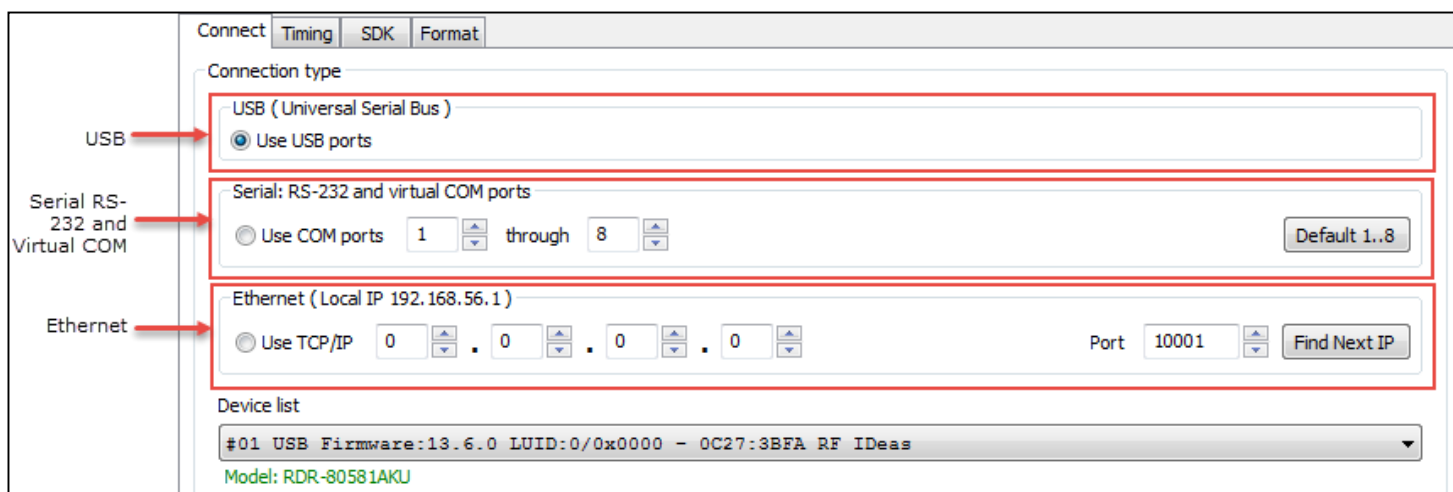 Connect Timing SDK Format
Connection type
USB ( Universal Serial Bus )
USB
Use USB ports
Serial: RS-232 and virtual COM ports
Serial RS-
232 and
Virtual COM
Use COM ports 1 through 8 Default 1..8
Ethernet ( Local IP 192.168.56.1 )
Ethernet
Use TCP/IP 0 . 0 . 0 . 0 Port 10001 Find Next IP
Device list
#01 USB Firmware:13.6.0 LUID:0/0x0000 - 0C27:3BFA RF IDeas
Model: RDR-80581AKU